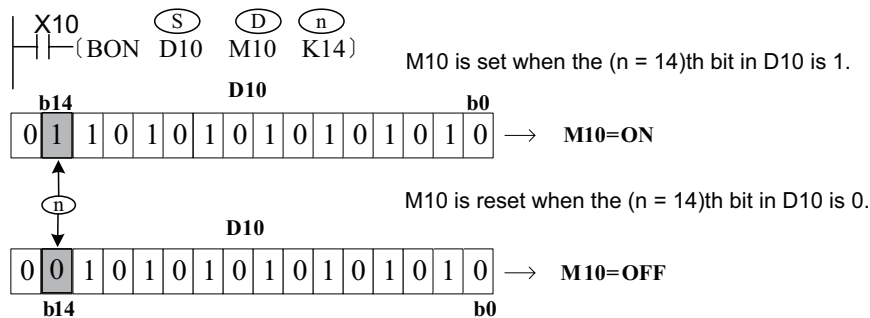 X10 S D n
BON D10 M10 K14
M10 is set when the (n = 14)th bit in D10 is 1.
D10
b14 b0
0 1 1 0 1 0 1 0 1 0 1 0 1 0 1 0 → M10=ON
n
M10 is reset when the (n = 14)th bit in D10 is 0.
D10
0 0 1 0 1 0 1 0 1 0 1 0 1 0 1 0 → M10=OFF
b14 b0